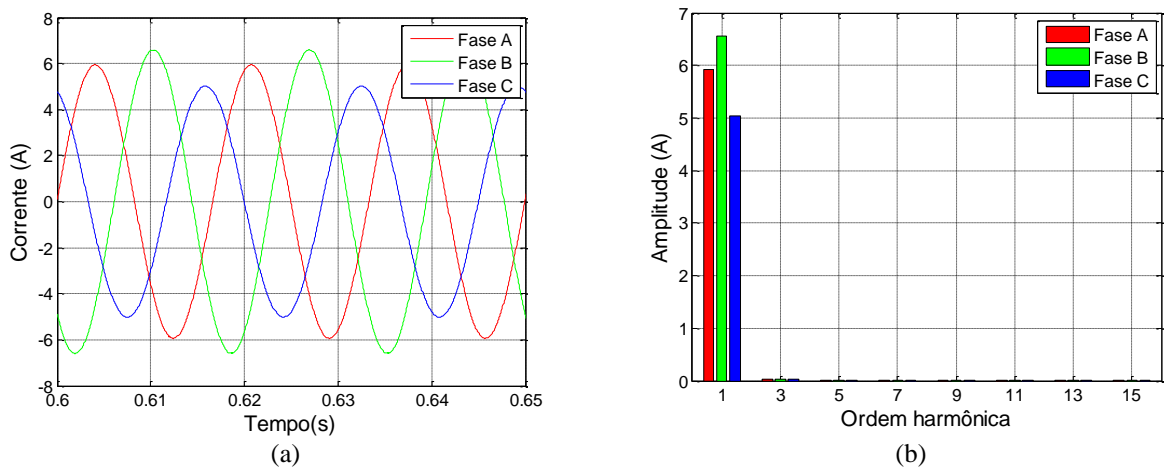 8
6
4
2
0
-2
-4
-6
-8
0.6
0.61
0.62
0.63
0.64
0.65
Corrente (A)
Tempo(s)
Fase A
Fase B
Fase C
(a)
7
6
5
4
3
2
1
0
1
3
5
7
9
11
13
15
Amplitude (A)
Ordem harmônica
Fase A
Fase B
Fase C
(b)